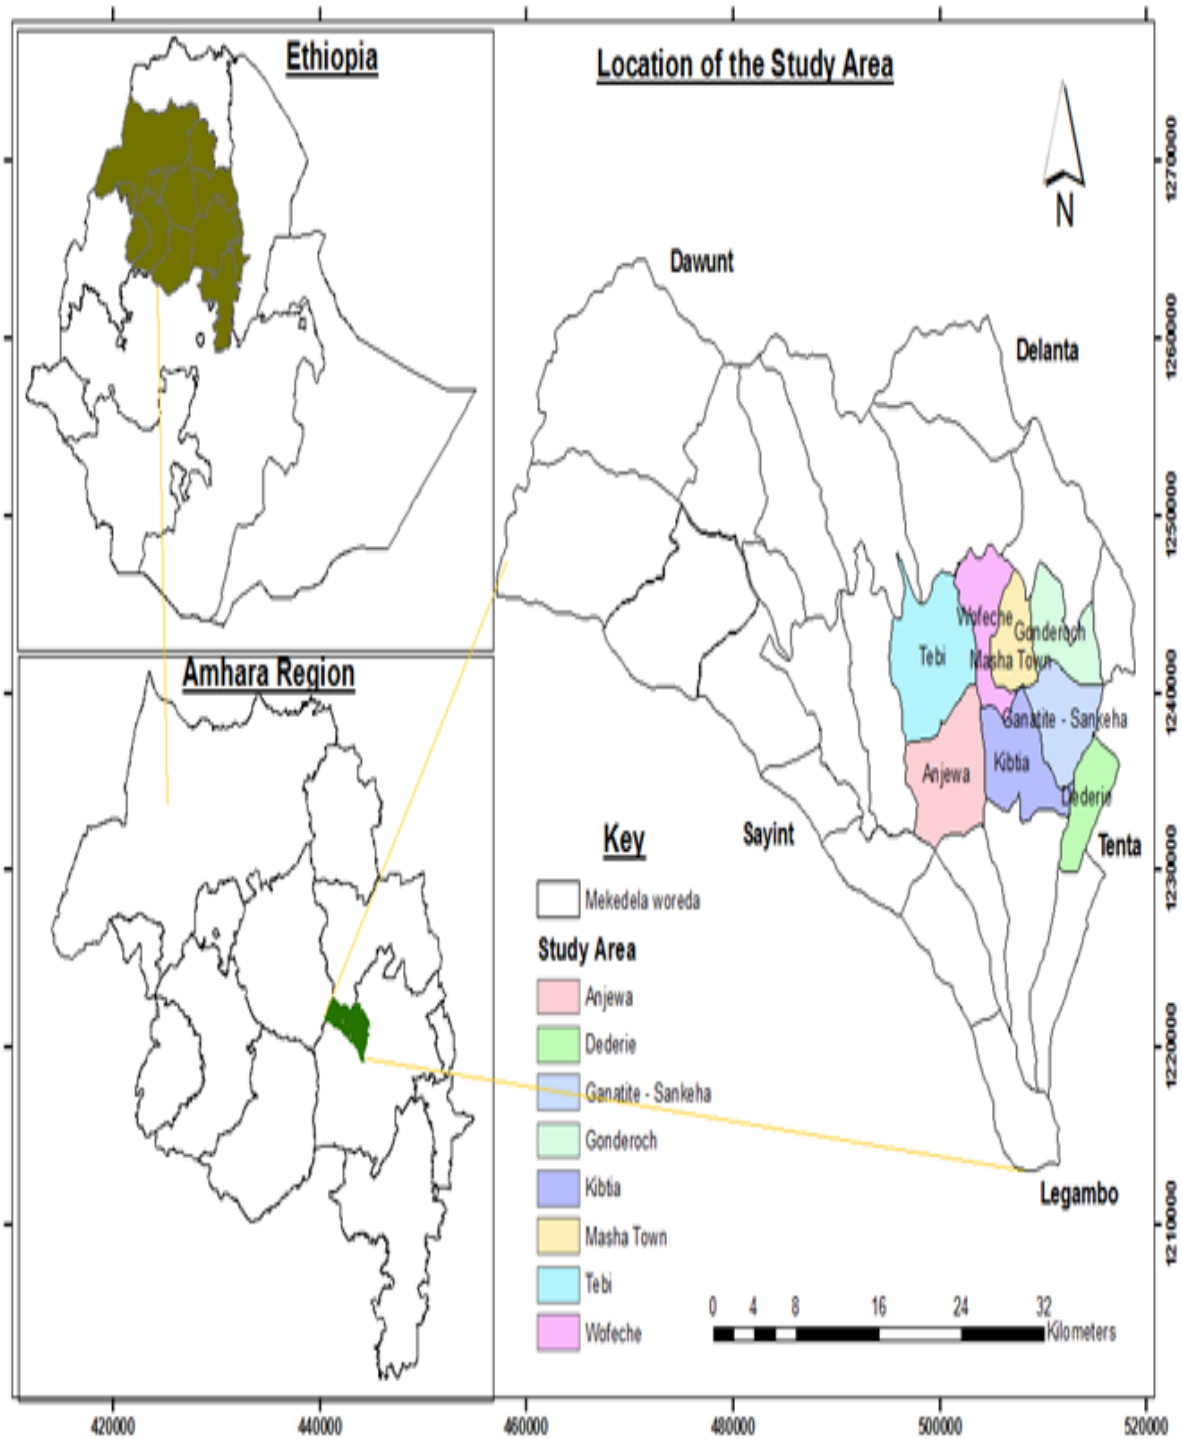 Ethiopia
Location of the Study Area
N
Dawunt
Delanta
Wofeche
Gonderoch
Tebi
Masha Town
Ganatite - Sankeha
Kibtia
Anjewa
Dederie
Sayint
Tenta
Legambo
Amhara Region
Key
Mekedela woreda
Study Area
Anjewa
Dederie
Ganatite - Sankeha
Gonderoch
Kibtia
Masha Town
Tebi
Wofeche
0 4 8 16 24 32
Kilometers
1270000
1260000
1250000
1240000
1230000
1220000
1210000
420000 440000 460000 480000 500000 520000